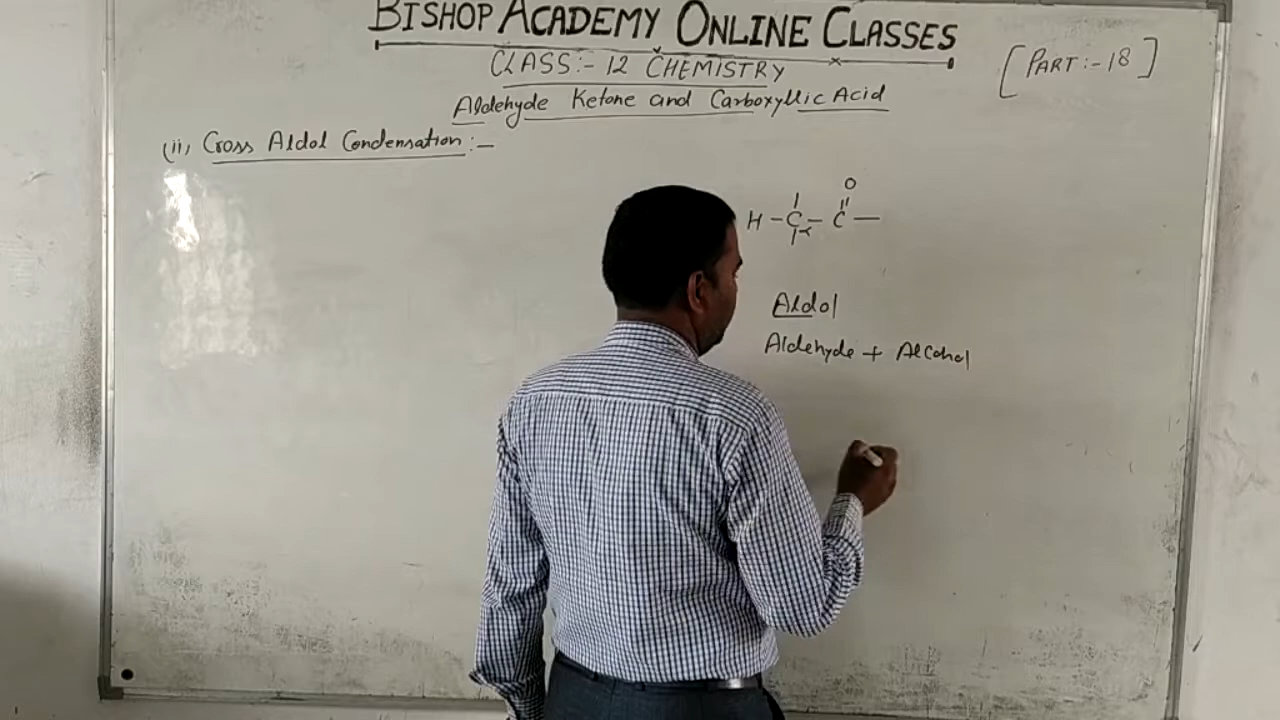 BISHOP ACADEMY ONLINE CLASSES
CLASS:- 12 CHEMISTRY
[PART:-18]
Aldehyde Ketone and Carboxyllic Acid
(ii) Cross Aldol Condensation:-
O
H - C - C -
α
Aldol
Aldehyde + Alcohol